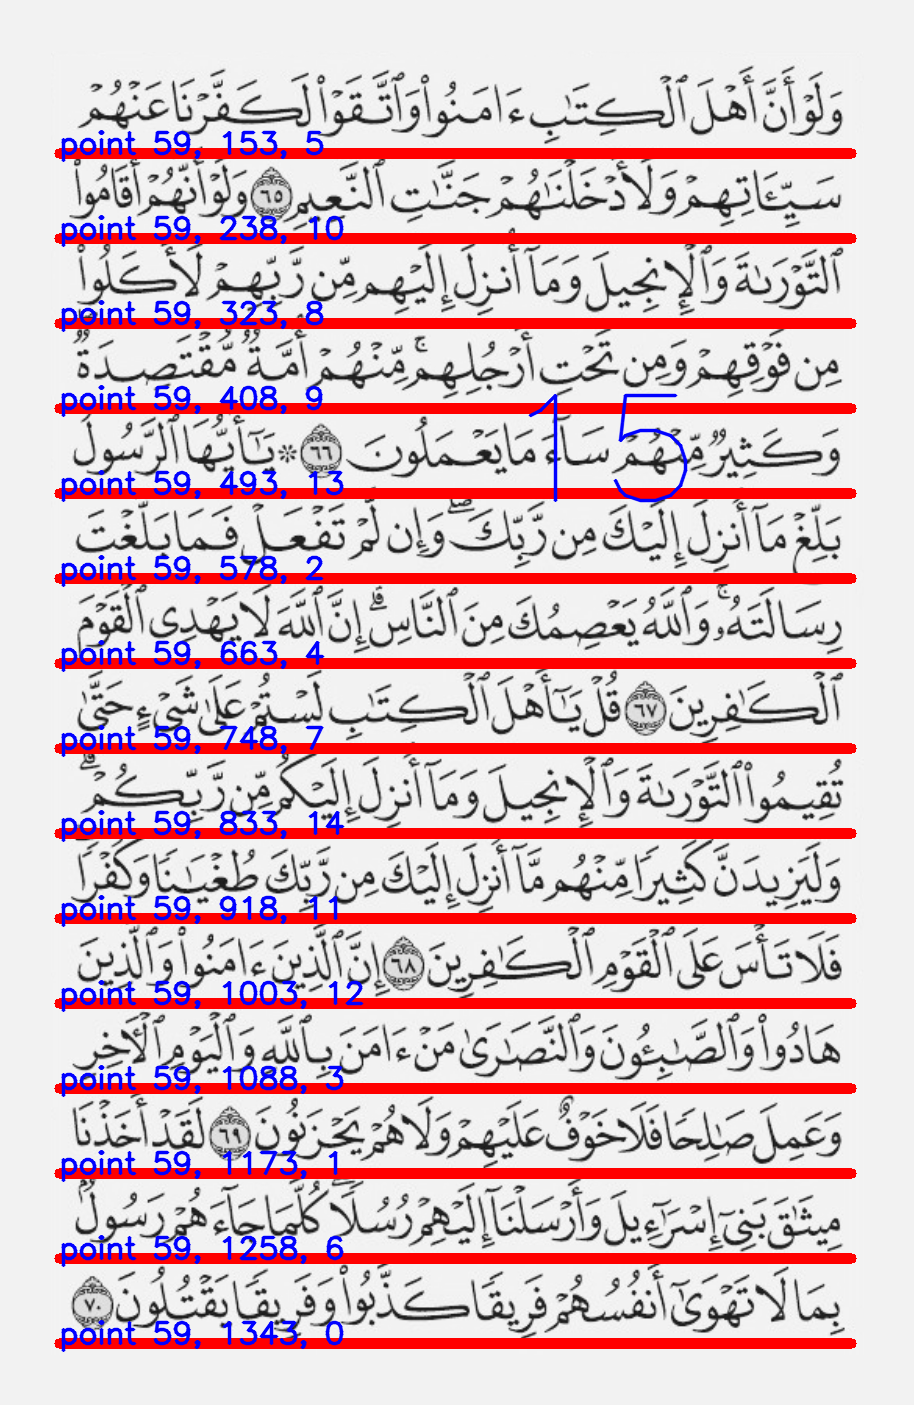 وَلَوْ أَنَّ أَهْلَ ٱلْكِتَٰبِ ءَامَنُوا۟ وَٱتَّقَوْا۟ لَكَفَّرْنَا عَنْهُمْ
point 59, 153, 5
سَيِّـَٔاتِهِمْ وَلَأَدْخَلْنَٰهُمْ جَنَّٰتِ ٱلنَّعِيمِ ٦٥ وَلَوْ أَنَّهُمْ أَقَامُوا۟
point 59, 238, 10
ٱلتَّوْرَىٰةَ وَٱلْإِنجِيلَ وَمَآ أُنزِلَ إِلَيْهِم مِّن رَّبِّهِمْ لَأَكَلُوا۟
point 59, 323, 8
مِن فَوْقِهِمْ وَمِن تَحْتِ أَرْجُلِهِم ۚ مِّنْهُمْ أُمَّةٌ مُّقْتَصِدَةٌ
point 59, 408, 9
وَكَثِيرٌ مِّنْهُمْ سَآءَ مَا يَعْمَلُونَ ٦٦ ۞ يَٰٓأَيُّهَا ٱلرَّسُولُ
15
point 59, 493, 13
بَلِّغْ مَآ أُنزِلَ إِلَيْكَ مِن رَّبِّكَ ۖ وَإِن لَّمْ تَفْعَلْ فَمَا بَلَّغْتَ
point 59, 578, 2
رِسَالَتَهُۥ ۚ وَٱللَّهُ يَعْصِمُكَ مِنَ ٱلنَّاسِ ۗ إِنَّ ٱللَّهَ لَا يَهْدِى ٱلْقَوْمَ
point 59, 663, 4
ٱلْكَٰفِرِينَ ٦٧ قُلْ يَٰٓأَهْلَ ٱلْكِتَٰبِ لَسْتُمْ عَلَىٰ شَىْءٍ حَتَّىٰ
point 59, 748, 7
تُقِيمُوا۟ ٱلتَّوْرَىٰةَ وَٱلْإِنجِيلَ وَمَآ أُنزِلَ إِلَيْكُم مِّن رَّبِّكُمْ ۗ
point 59, 833, 14
وَلَيَزِيدَنَّ كَثِيرًا مِّنْهُم مَّآ أُنزِلَ إِلَيْكَ مِن رَّبِّكَ طُغْيَٰنًا وَكُفْرًا ۖ
point 59, 918, 11
فَلَا تَأْسَ عَلَى ٱلْقَوْمِ ٱلْكَٰفِرِينَ ٦٨ إِنَّ ٱلَّذِينَ ءَامَنُوا۟ وَٱلَّذِينَ
point 59, 1003, 12
هَادُوا۟ وَٱلصَّٰبِـُٔونَ وَٱلنَّصَٰرَىٰ مَنْ ءَامَنَ بِٱللَّهِ وَٱلْيَوْمِ ٱلْـَٔاخِرِ
point 59, 1088, 3
وَعَمِلَ صَٰلِحًا فَلَا خَوْفٌ عَلَيْهِمْ وَلَا هُمْ يَحْزَنُونَ ٦٩ لَقَدْ أَخَذْنَا
point 59, 1173, 1
مِيثَٰقَ بَنِىٓ إِسْرَٰٓءِيلَ وَأَرْسَلْنَآ إِلَيْهِمْ رُسُلًا ۖ كُلَّمَا جَآءَهُمْ رَسُولٌۢ
point 59, 1258, 6
بِمَا لَا تَهْوَىٰٓ أَنفُسُهُمْ فَرِيقًا كَذَّبُوا۟ وَفَرِيقًا يَقْتُلُونَ ٧٠
point 59, 1343, 0